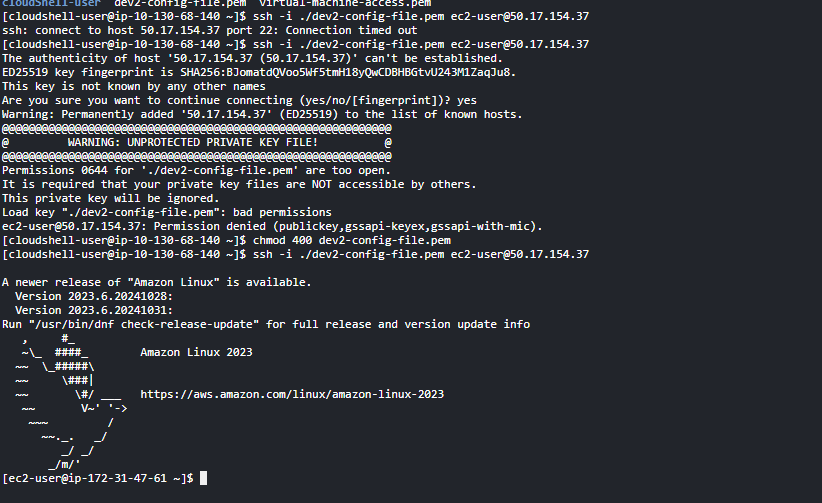 cloudShell-user  dev2-config-file.pem  virtual-machine-access.pem
[cloudshell-user@ip-10-130-68-140 ~]$ ssh -i ./dev2-config-file.pem ec2-user@50.17.154.37
ssh: connect to host 50.17.154.37 port 22: Connection timed out
[cloudshell-user@ip-10-130-68-140 ~]$ ssh -i ./dev2-config-file.pem ec2-user@50.17.154.37
The authenticity of host '50.17.154.37 (50.17.154.37)' can't be established.
ED25519 key fingerprint is SHA256:BJomatdQVoo5Wf5tmH18yQwCDBHBGtvU243M1ZaqJu8.
This key is not known by any other names
Are you sure you want to continue connecting (yes/no/[fingerprint])? yes
Warning: Permanently added '50.17.154.37' (ED25519) to the list of known hosts.
@@@@@@@@@@@@@@@@@@@@@@@@@@@@@@@@@@@@@@@@@@@@@@@@@@@@@@@@@@@
@         WARNING: UNPROTECTED PRIVATE KEY FILE!          @
@@@@@@@@@@@@@@@@@@@@@@@@@@@@@@@@@@@@@@@@@@@@@@@@@@@@@@@@@@@
Permissions 0644 for './dev2-config-file.pem' are too open.
It is required that your private key files are NOT accessible by others.
This private key will be ignored.
Load key "./dev2-config-file.pem": bad permissions
ec2-user@50.17.154.37: Permission denied (publickey,gssapi-keyex,gssapi-with-mic).
[cloudshell-user@ip-10-130-68-140 ~]$ chmod 400 dev2-config-file.pem
[cloudshell-user@ip-10-130-68-140 ~]$ ssh -i ./dev2-config-file.pem ec2-user@50.17.154.37
A newer release of "Amazon Linux" is available.
  Version 2023.6.20241028:
  Version 2023.6.20241031:
Run "/usr/bin/dnf check-release-update" for full release and version update info
   ,     #_
   ~\_  ####_        Amazon Linux 2023
  ~~  \_#####\
  ~~     \###|
  ~~       \#/ ___   https://aws.amazon.com/linux/amazon-linux-2023
   ~~       V~' '->
    ~~~         /
      ~~._.   _/
         _/ _/
       _/m/'
[ec2-user@ip-172-31-47-61 ~]$